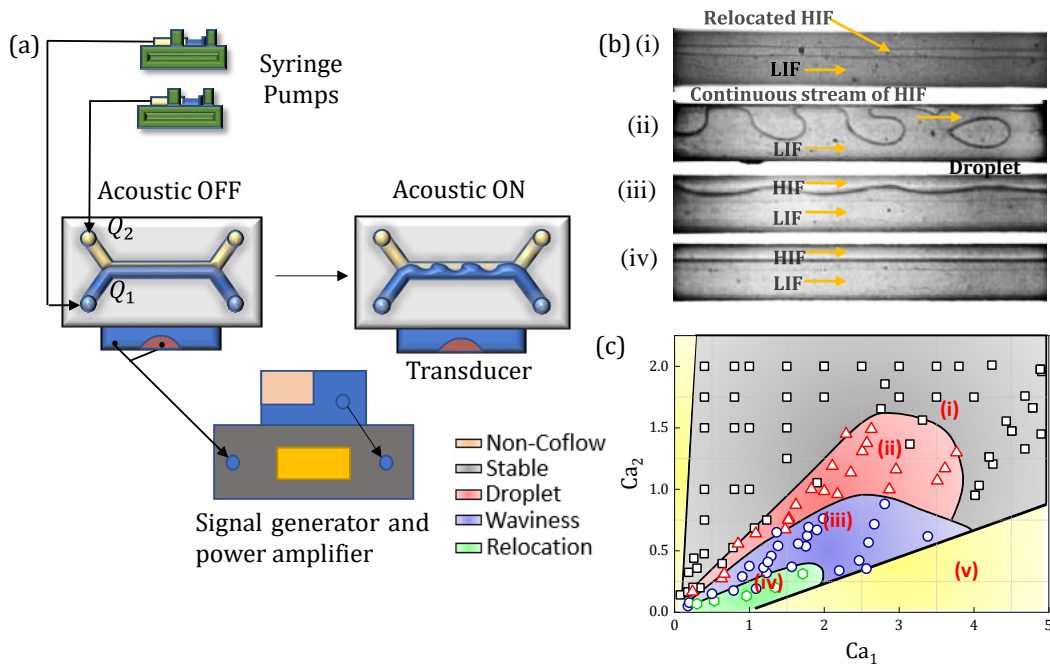 (a)
Syringe
Pumps
Acoustic OFF
Acoustic ON
Q2
Q1
Transducer
Signal generator and
power amplifier
Non-Coflow
Stable
Droplet
Waviness
Relocation
(b) (i)
Relocated HIF
LIF
Continuous stream of HIF
(ii)
LIF
Droplet
(iii)
HIF
LIF
(iv)
HIF
LIF
(c)
2.0
1.5
1.0
0.5
0.0
Ca2
(i)
(ii)
(iii)
(iv)
(v)
0 1 2 3 4 5
Ca1